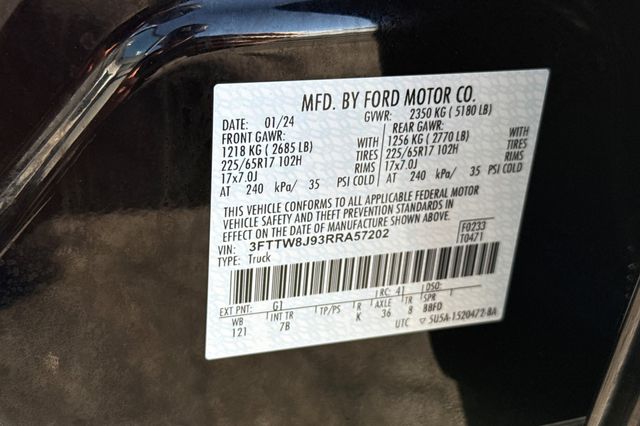 MFD. BY FORD MOTOR CO.
DATE: 01/24 GVWR: 2350 KG ( 5180 LB)
FRONT GAWR: REAR GAWR:
1218 KG ( 2685 LB) WITH 1256 KG ( 2770 LB) WITH
225/65R17 102H TIRES 225/65R17 102H TIRES
17x7.0J RIMS 17x7.0J RIMS
AT 240 kPa/ 35 PSI COLD AT 240 kPa/ 35 PSI COLD
THIS VEHICLE CONFORMS TO ALL APPLICABLE FEDERAL MOTOR
VEHICLE SAFETY AND THEFT PREVENTION STANDARDS IN
EFFECT ON THE DATE OF MANUFACTURE SHOWN ABOVE.
VIN: 3FTTW8J93RRA57202 F0233
TYPE: Truck T0471
EXT PNT: G1 RC: 41 DSO:
WB INT TR TP/PS R AXLE TR SPR
121 7B K 36 8 8BFD
UTC ▽ 5U5A-1520472-BA